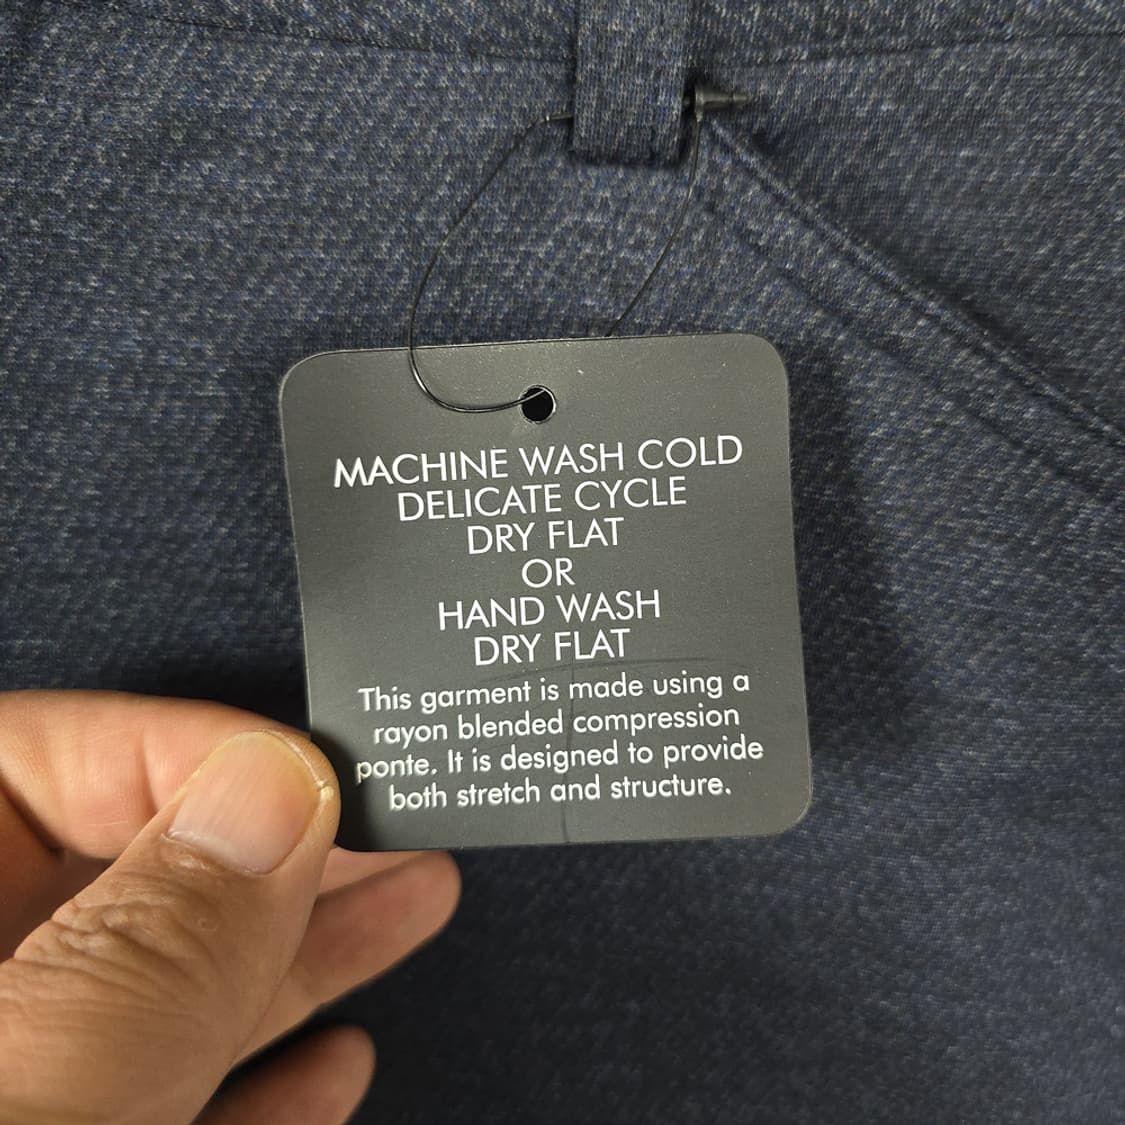 MACHINE WASH COLD
DELICATE CYCLE
DRY FLAT
OR
HAND WASH
DRY FLAT
This garment is made using a
rayon blended compression
ponte. It is designed to provide
both stretch and structure.